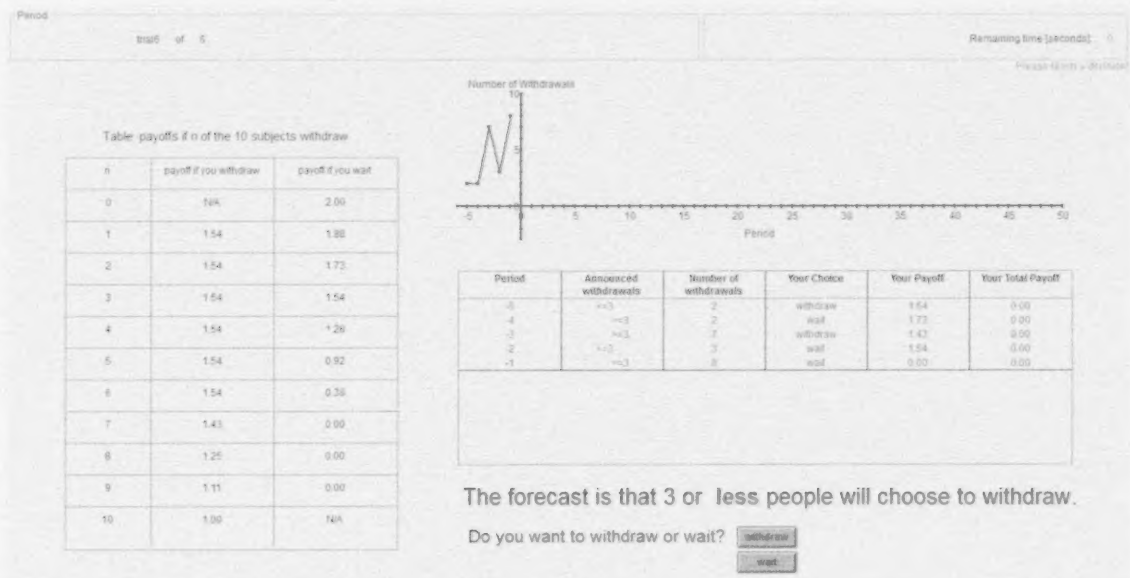 Period
trial6 of 6
Remaining time [seconds]: 0
Number of Withdrawals
10
5
0
-5 0 5 10 15 20 25 30 35 40 45 50
Period
Table: payoffs if n of the 10 subjects withdraw
n payoff if you withdraw payoff if you wait
0 N/A 2.00
1 1.54 1.88
2 1.54 1.73
3 1.54 1.54
4 1.54 1.26
5 1.54 0.92
6 1.54 0.36
7 1.43 0.00
8 1.25 0.00
9 1.11 0.00
10 1.00 N/A
Period Announced withdrawals Number of withdrawals Your Choice Your Payoff Your Total Payoff
-5 <=3 2 withdraw 1.54 0.00
-4 2 wait 1.73 0.00
-3 7 withdraw 1.43 0.00
-2 3 wait 1.54 0.00
-1 8 wait 0.00 0.00
The forecast is that 3 or less people will choose to withdraw.
Do you want to withdraw or wait?
withdraw
wait